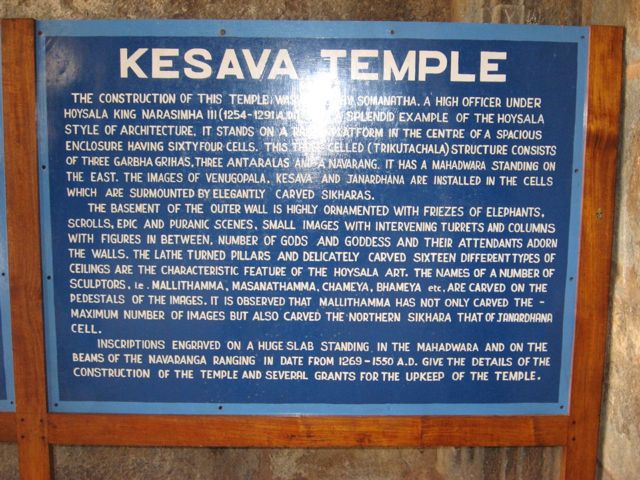 KESAVA TEMPLE
THE CONSTRUCTION OF THIS TEMPLE WAS BY SOMANATHA. A HIGH OFFICER UNDER
HOYSALA KING NARASIMHA III (1254-1291 A.D SPLENDID EXAMPLE OF THE HOYSALA
STYLE OF ARCHITECTURE, IT STANDS ON A PLATFORM IN THE CENTRE OF A SPACIOUS
ENCLOSURE HAVING SIXTYFOUR CELLS. THIS CELLED (TRIKUTACHALA) STRUCTURE CONSISTS
OF THREE GARBHA GRIHAS, THREE ANTARALAS AND A NAVARANG. IT HAS A MAHADWARA STANDING ON
THE EAST. THE IMAGES OF VENUGOPALA, KESAVA AND JANARDHANA ARE INSTALLED IN THE CELLS
WHICH ARE SURMOUNTED BY ELEGANTLY CARVED SIKHARAS.
THE BASEMENT OF THE OUTER WALL IS HIGHLY ORNAMENTED WITH FRIEZES OF ELEPHANTS,
SCROLLS, EPIC AND PURANIC SCENES, SMALL IMAGES WITH INTERVENING TURRETS AND COLUMNS
WITH FIGURES IN BETWEEN. NUMBER OF GODS AND GODDESS AND THEIR ATTENDANTS ADORN
THE WALLS. THE LATHE TURNED PILLARS AND DELICATELY CARVED SIXTEEN DIFFERENT TYPES OF
CEILINGS ARE THE CHARACTERISTIC FEATURE OF THE HOYSALA ART. THE NAMES OF A NUMBER OF
SCULPTORS, i.e. MALLITHAMMA, MASANATHAMMA, CHAMEYA, BHAMEYA etc, ARE CARVED ON THE
PEDESTALS OF THE IMAGES. IT IS OBSERVED THAT MALLITHAMMA HAS NOT ONLY CARVED THE -
MAXIMUM NUMBER OF IMAGES BUT ALSO CARVED THE NORTHERN SIKHARA THAT OF JANARDHANA
CELL.
INSCRIPTIONS ENGRAVED ON A HUGE SLAB STANDING IN THE MAHADWARA AND ON THE
BEAMS OF THE NAVARANGA RANGING IN DATE FROM 1269-1550 A.D. GIVE THE DETAILS OF THE
CONSTRUCTION OF THE TEMPLE AND SEVERAL GRANTS FOR THE UPKEEP OF THE TEMPLE.